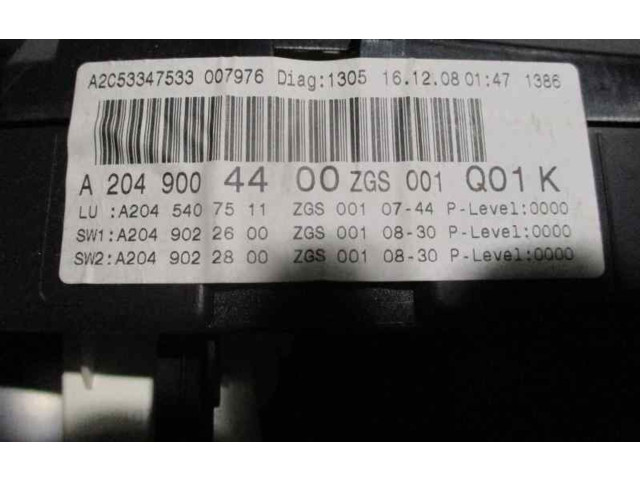 A2C53347533 007976 Diag:1305 16.12.08 01:47 1386
A 204 900 44 00 ZGS 001 Q01 K
LU :A204 540 75 11 ZGS 001 07-44 P-Level:0000
SW1:A204 902 26 00 ZGS 001 08-30 P-Level:0000
SW2:A204 902 28 00 ZGS 001 08-30 P-Level:0000